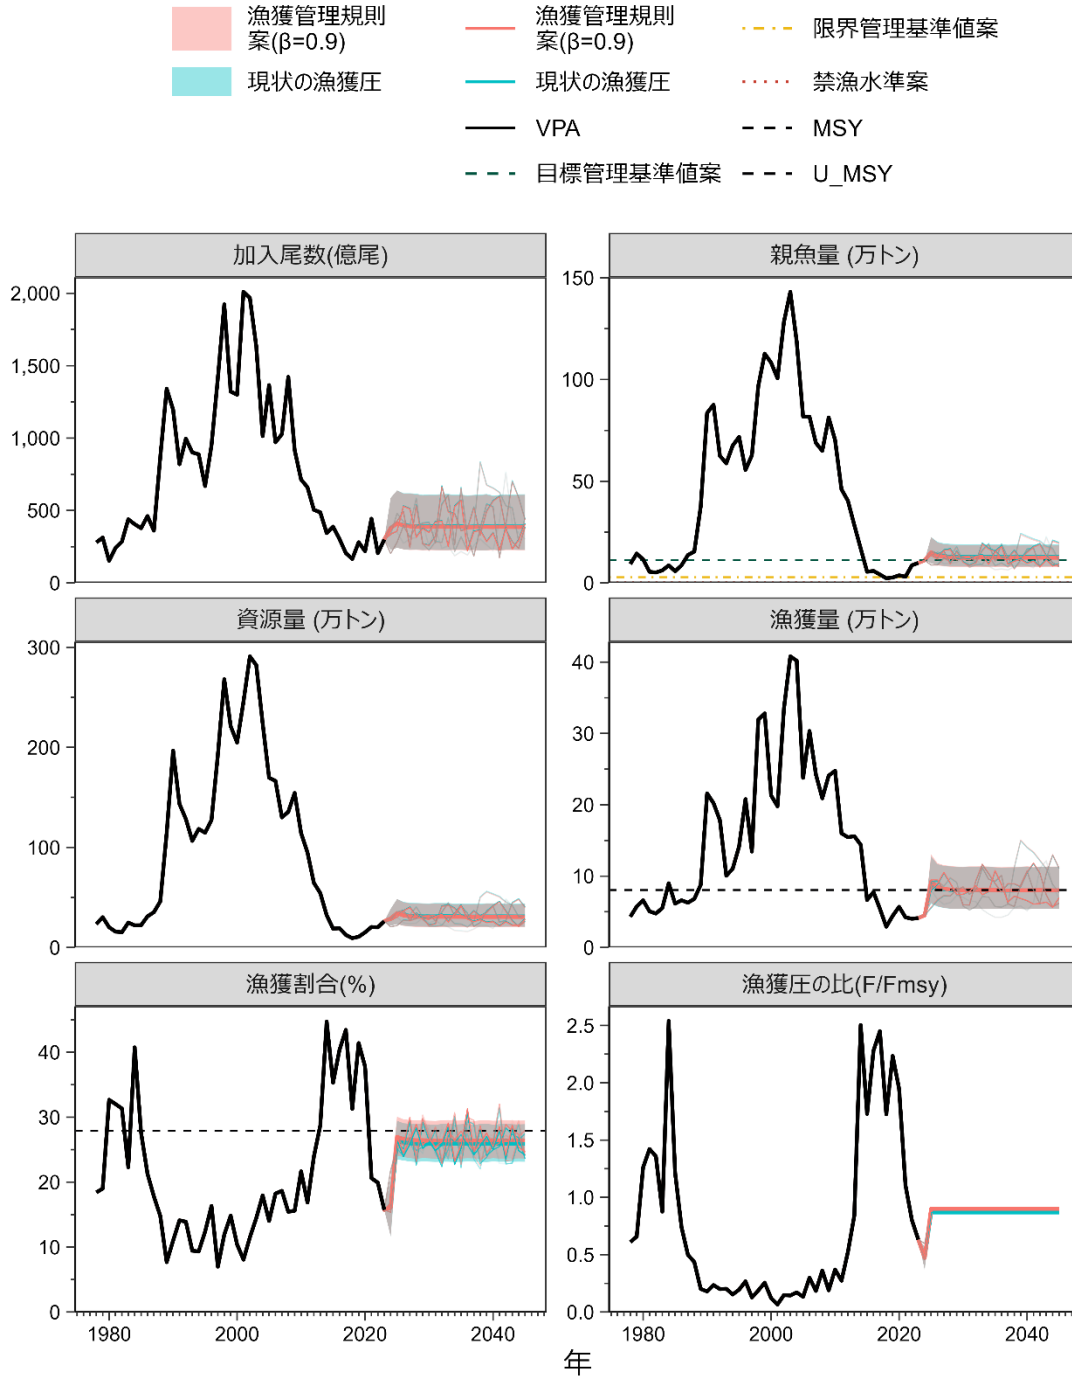 漁獲管理規則
案(β=0.9)
現状の漁獲圧
漁獲管理規則
案(β=0.9)
現状の漁獲圧
VPA
目標管理基準値案
限界管理基準値案
禁漁水準案
MSY
U_MSY
加入尾数(億尾)
2,000
1,500
1,000
500
0
親魚量 (万トン)
150
100
50
0
資源量 (万トン)
300
200
100
0
漁獲量 (万トン)
40
30
20
10
0
漁獲割合(%)
40
30
20
10
0
1980
2000
2020
2040
漁獲圧の比(F/Fmsy)
2.5
2.0
1.5
1.0
0.5
0.0
1980
2000
2020
2040
年